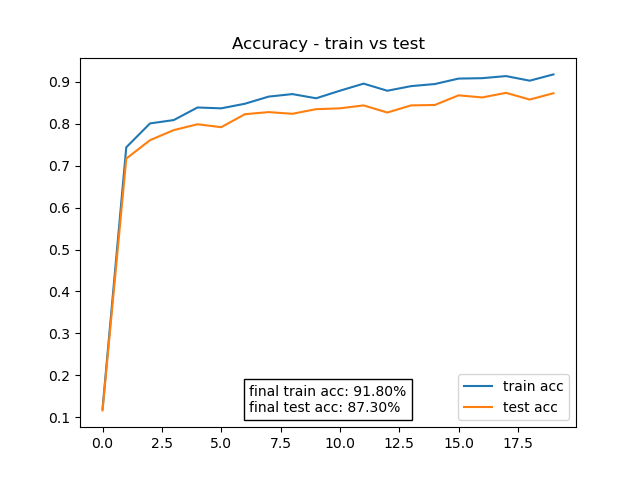 Accuracy - train vs test
0.9
0.8
0.7
0.6
0.5
0.4
0.3
0.2
0.1
final train acc: 91.80%
final test acc: 87.30%
train acc
test acc
0.0 2.5 5.0 7.5 10.0 12.5 15.0 17.5